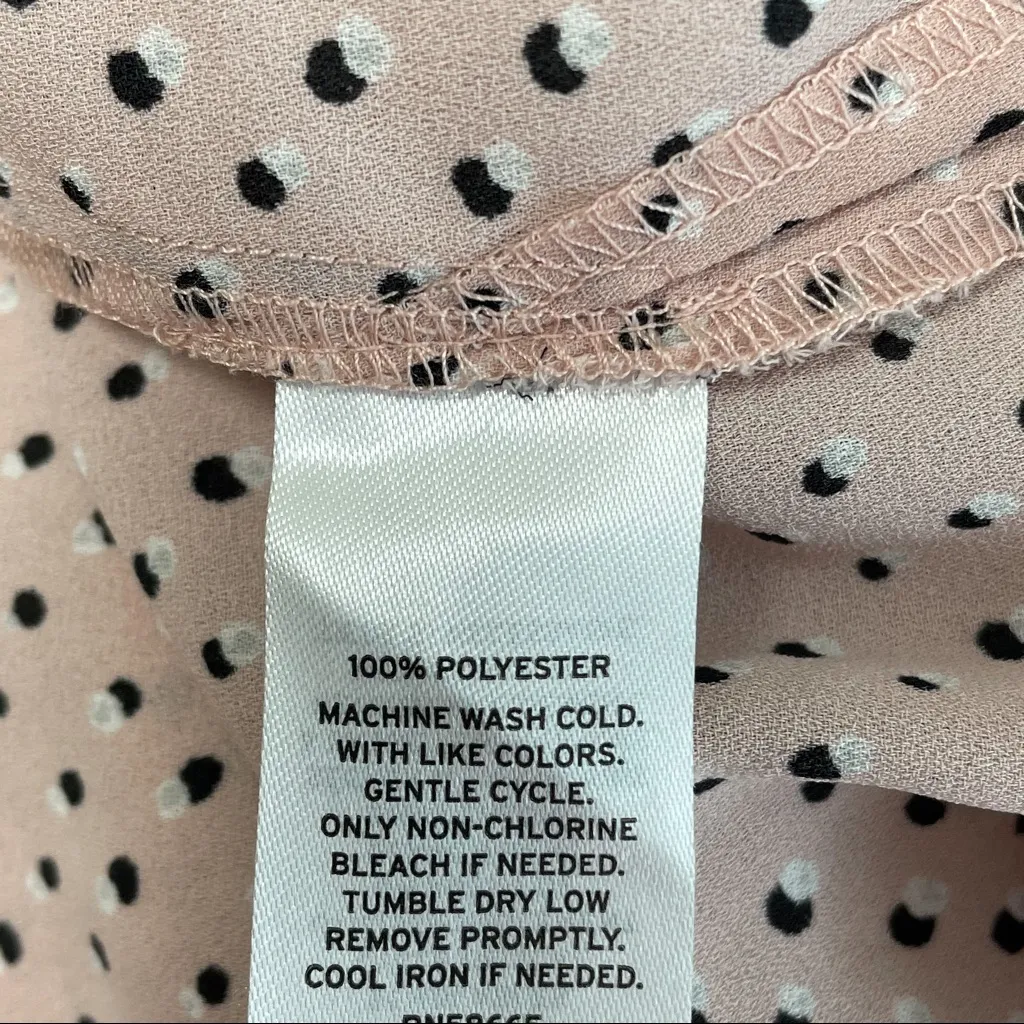 100% POLYESTER
MACHINE WASH COLD.
WITH LIKE COLORS.
GENTLE CYCLE.
ONLY NON-CHLORINE
BLEACH IF NEEDED.
TUMBLE DRY LOW
REMOVE PROMPTLY.
COOL IRON IF NEEDED.